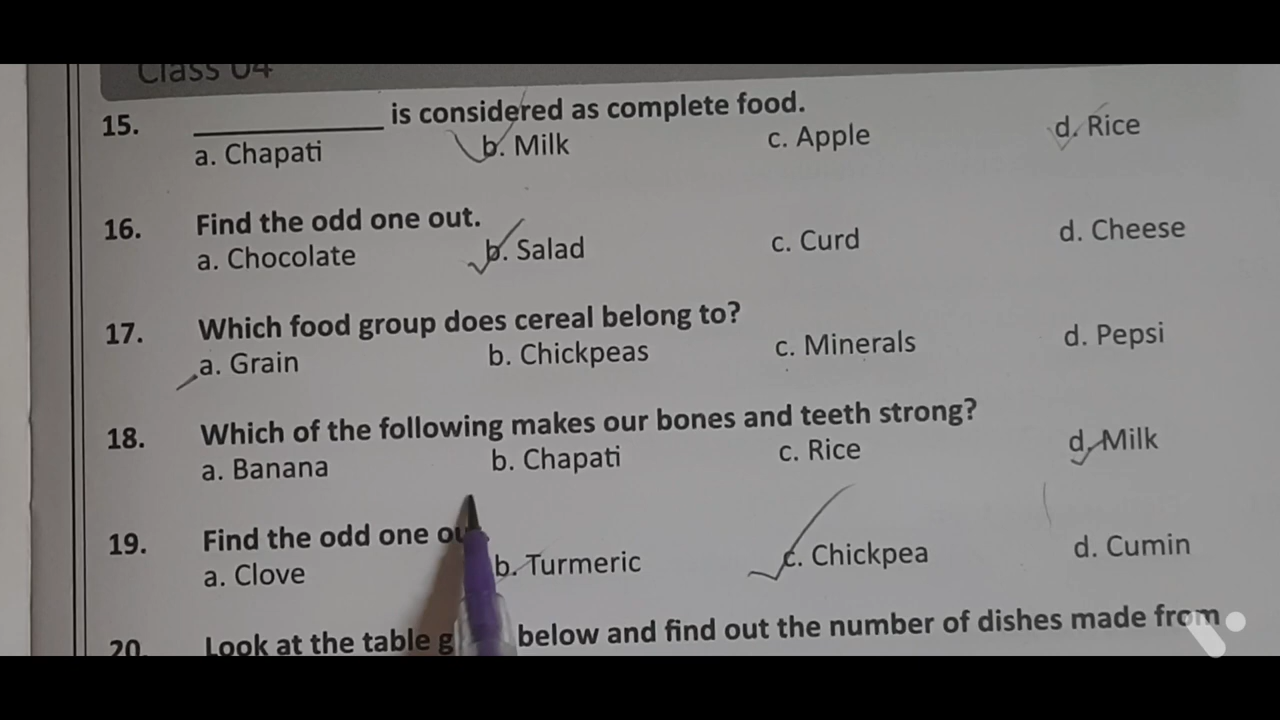 Class 04
15. ____________ is considered as complete food.
a. Chapati b. Milk c. Apple d. Rice
16. Find the odd one out.
a. Chocolate b. Salad c. Curd d. Cheese
17. Which food group does cereal belong to?
a. Grain b. Chickpeas c. Minerals d. Pepsi
18. Which of the following makes our bones and teeth strong?
a. Banana b. Chapati c. Rice d. Milk
19. Find the odd one
a. Clove b. Turmeric c. Chickpea d. Cumin
20. Look at the table below and find out the number of dishes made from